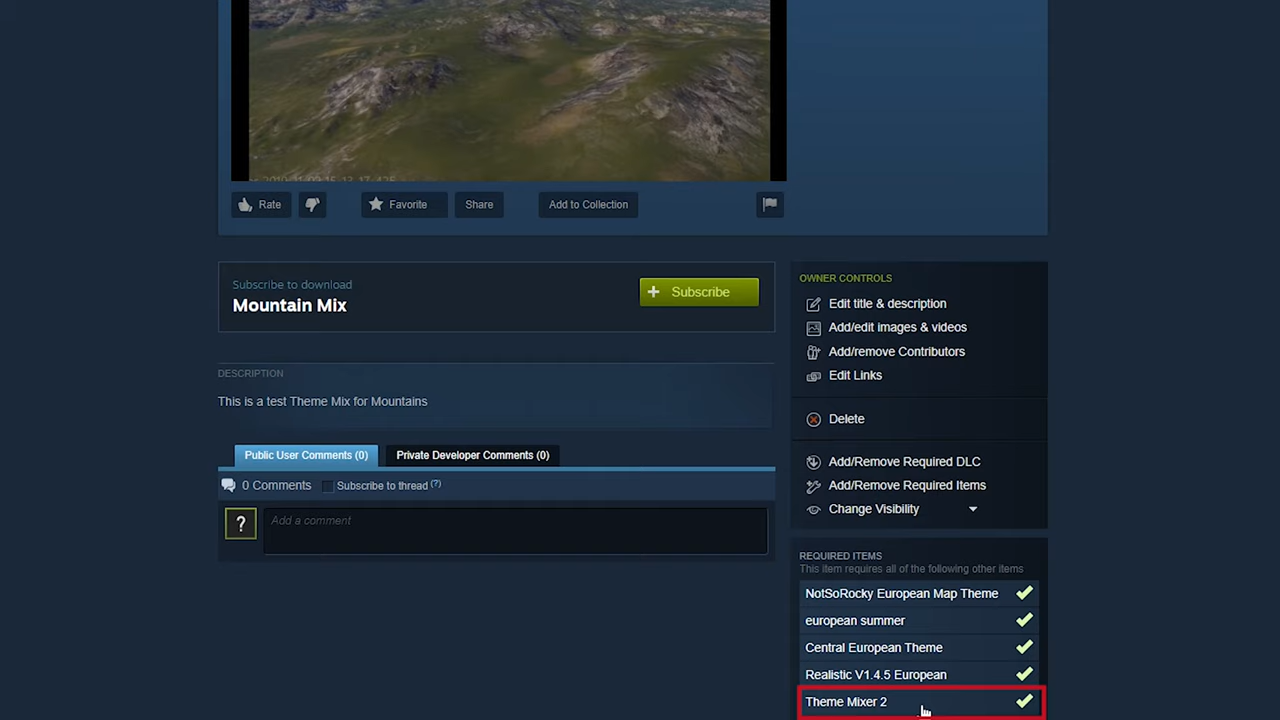 Rate
Favorite
Share
Add to Collection
Subscribe to download
Mountain Mix
+ Subscribe
DESCRIPTION
This is a test Theme Mix for Mountains
Public User Comments (0)
Private Developer Comments (0)
0 Comments
Subscribe to thread (?)
?
Add a comment
OWNER CONTROLS
Edit title & description
Add/edit images & videos
Add/remove Contributors
Edit Links
Delete
Add/Remove Required DLC
Add/Remove Required Items
Change Visibility
REQUIRED ITEMS
This item requires all of the following other items
NotSoRocky European Map Theme
european summer
Central European Theme
Realistic V1.4.5 European
Theme Mixer 2